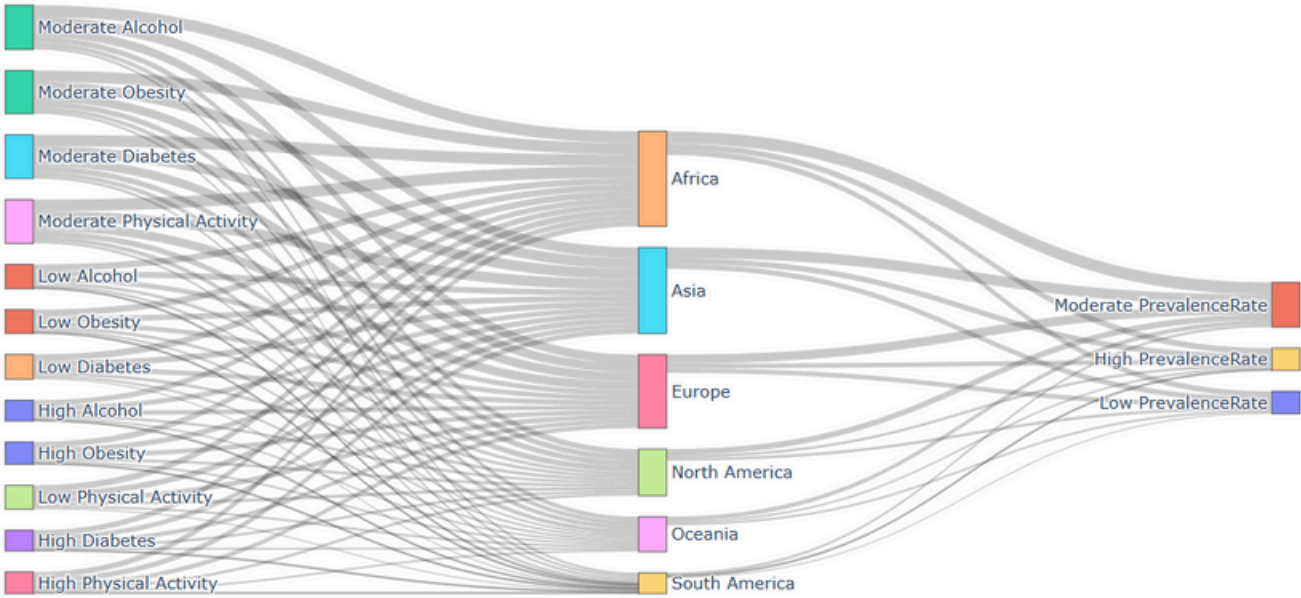 Moderate Alcohol
Moderate Obesity
Moderate Diabetes
Moderate Physical Activity
Low Alcohol
Low Obesity
Low Diabetes
High Alcohol
High Obesity
Low Physical Activity
High Diabetes
High Physical Activity
Africa
Asia
Europe
North America
Oceania
South America
Moderate PrevalenceRate
High PrevalenceRate
Low PrevalenceRate